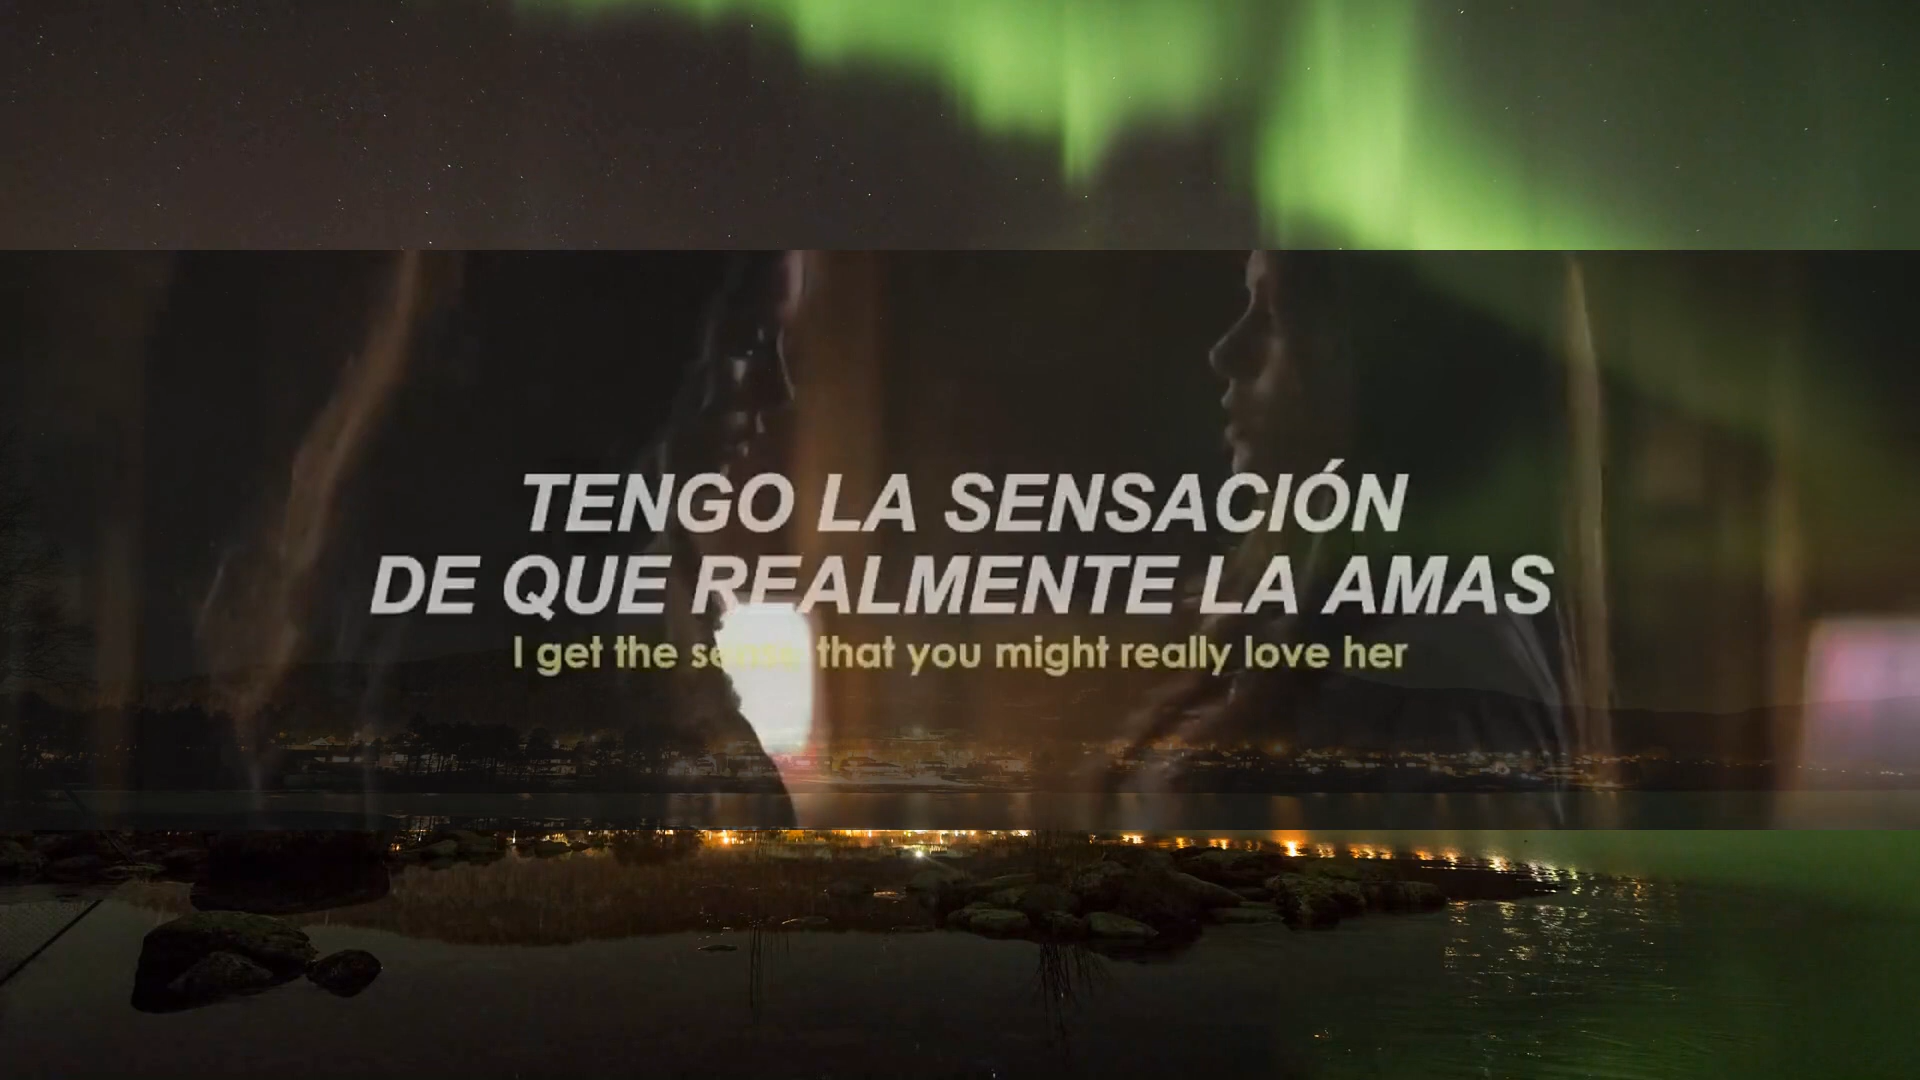 TENGO LA SENSACIÓN
DE QUE REALMENTE LA AMAS
I get the sense that you might really love her